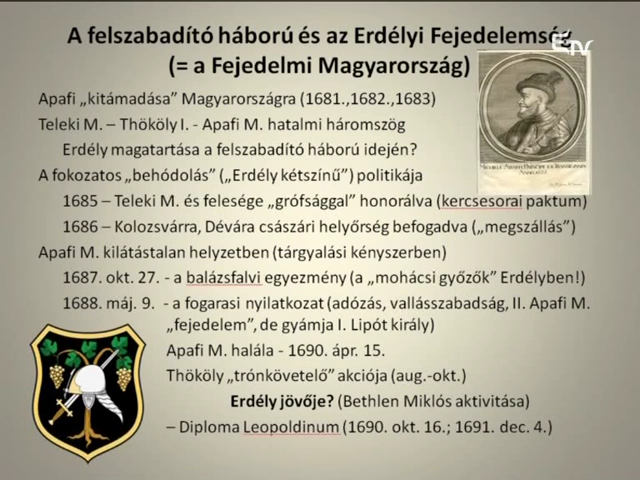 A felszabadító háború és az Erdélyi Fejedelemség
(= a Fejedelmi Magyarország)
Apafi „kitámadása” Magyarországra (1681.,1682.,1683)
Teleki M. – Thököly I. - Apafi M. hatalmi háromszög
Erdély magatartása a felszabadító háború idején?
A fokozatos „behódolás” („Erdély kétszínű”) politikája
1685 – Teleki M. és felesége „grófsággal” honorálva (kercsesorai paktum)
1686 – Kolozsvárra, Dévára császári helyőrség befogadva („megszállás”)
Apafi M. kilátástalan helyzetben (tárgyalási kényszerben)
1687. okt. 27. - a balázsfalvi egyezmény (a „mohácsi győzők” Erdélyben!)
1688. máj. 9. - a fogarasi nyilatkozat (adózás, vallásszabadság, II. Apafi M.
„fejedelem”, de gyámja I. Lipót király)
Apafi M. halála - 1690. ápr. 15.
Thököly „trónkövetelő” akciója (aug.-okt.)
Erdély jövője? (Bethlen Miklós aktivitása)
– Diploma Leopoldinum (1690. okt. 16.; 1691. dec. 4.)